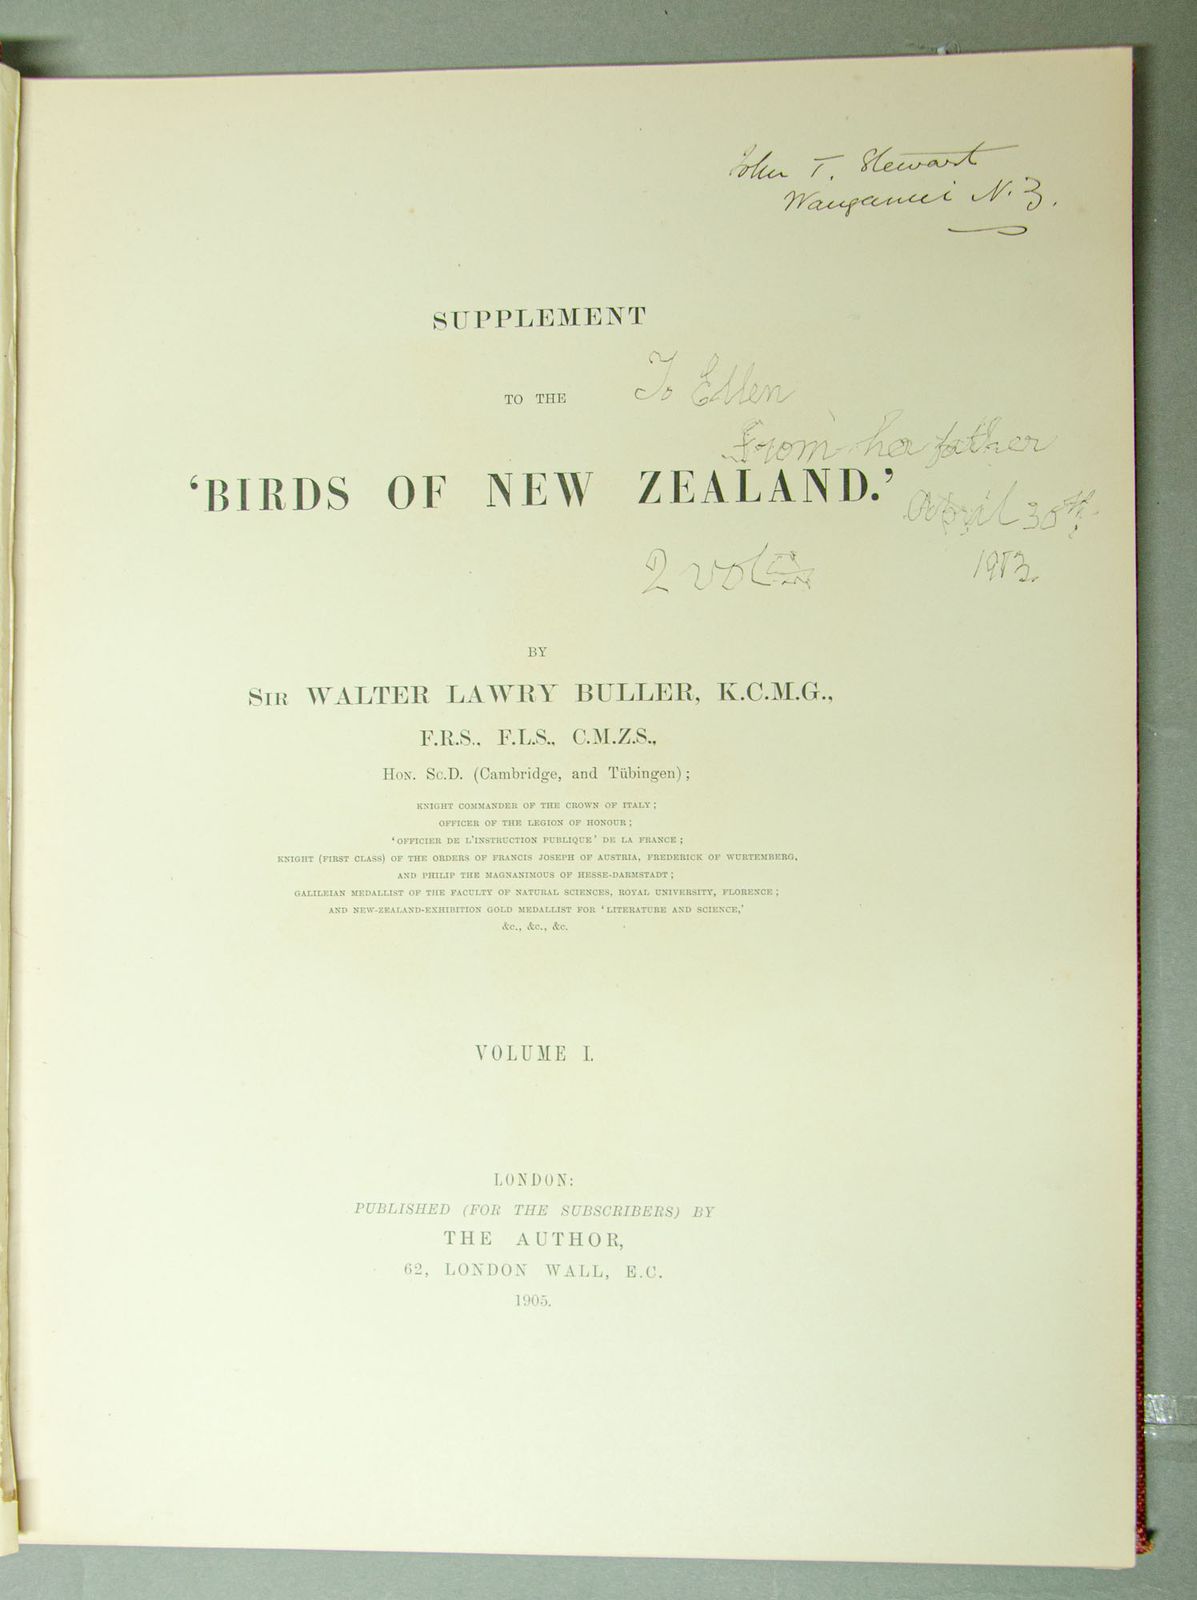 John T. Stewart
Wanganui N.Z.
SUPPLEMENT
To Ellen
TO THE
From her father
‘BIRDS OF NEW ZEALAND.’
April 30th
1913.
2 vol
BY
SIR WALTER LAWRY BULLER, K.C.M.G.,
F.R.S., F.L.S., C.M.Z.S.,
HON. SC.D. (Cambridge, and Tübingen);
KNIGHT COMMANDER OF THE CROWN OF ITALY;
OFFICER OF THE LEGION OF HONOUR;
‘OFFICIER DE L'INSTRUCTION PUBLIQUE’ DE LA FRANCE;
KNIGHT (FIRST CLASS) OF THE ORDERS OF FRANCIS JOSEPH OF AUSTRIA, FREDERICK OF WURTEMBERG,
AND PHILIP THE MAGNANIMOUS OF HESSE-DARMSTADT;
GALILEIAN MEDALLIST OF THE FACULTY OF NATURAL SCIENCES, ROYAL UNIVERSITY, FLORENCE;
AND NEW-ZEALAND-EXHIBITION GOLD MEDALLIST FOR ‘LITERATURE AND SCIENCE,’
&c., &c., &c.
VOLUME I.
LONDON:
PUBLISHED (FOR THE SUBSCRIBERS) BY
THE AUTHOR,
62, LONDON WALL, E.C.
1905.